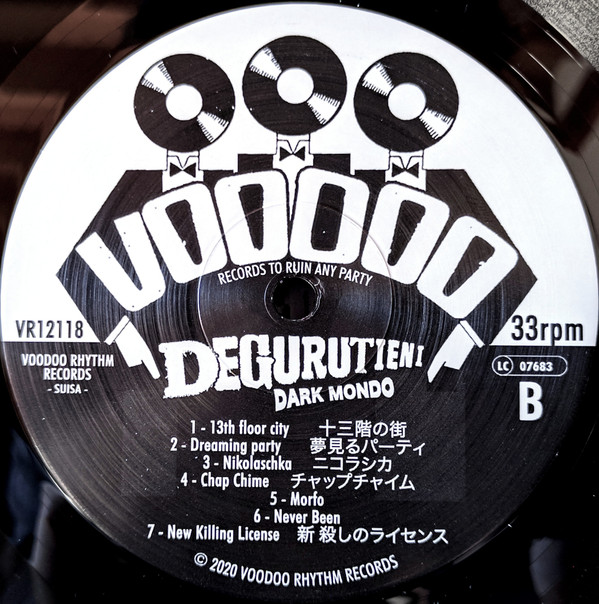 VOODOO
RECORDS TO RUIN ANY PARTY
VR12118
33rpm
VOODOO RHYTHM
RECORDS
- SUISA -
LC 07683
B
DEGURUTIENI
DARK MONDO
1 - 13th floor city 十三階の街
2 - Dreaming party 夢見るパーティ
3 - Nikolaschka ニコラシカ
4 - Chap Chime チャップチャイム
5 - Morfo
6 - Never Been
7 - New Killing License 新 殺しのライセンス
© 2020 VOODOO RHYTHM RECORDS